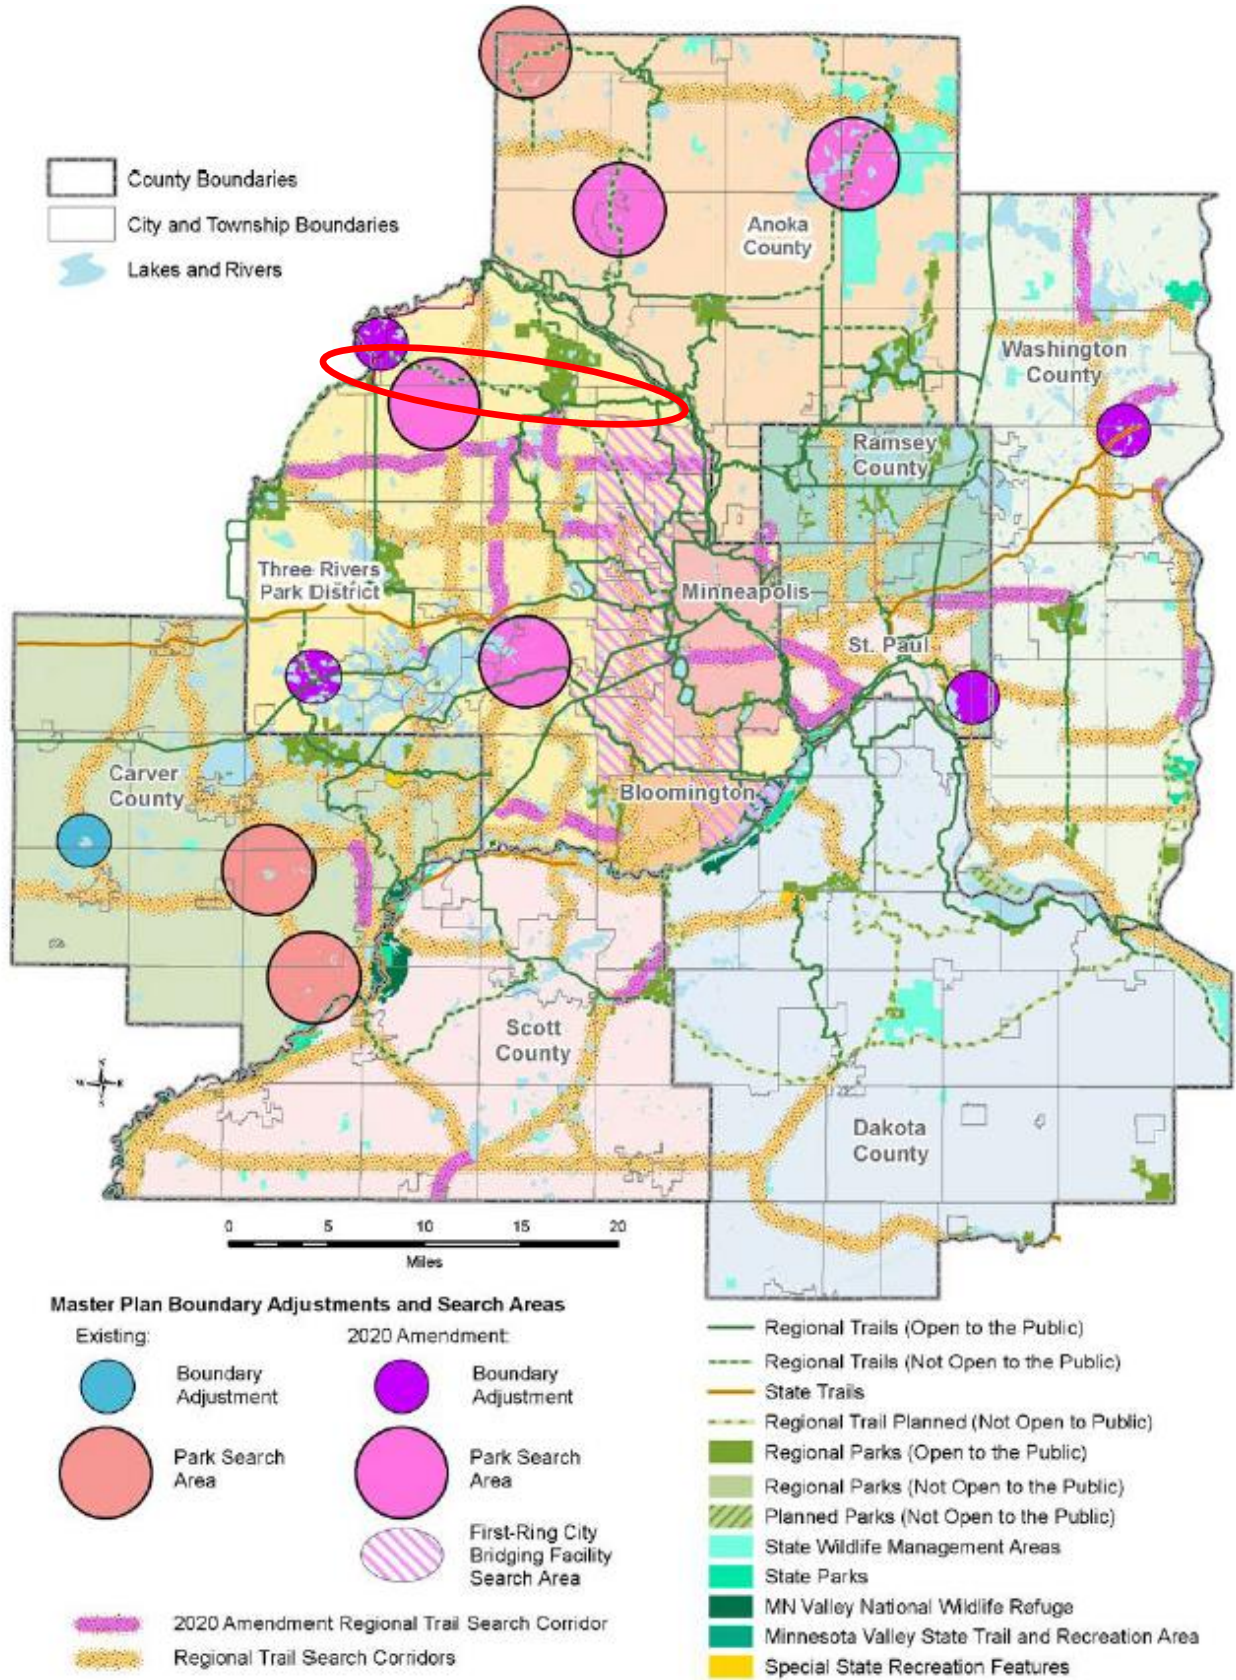 County Boundaries
City and Township Boundaries
Lakes and Rivers
Anoka
County
Washington
County
Ramsey
County
Three Rivers
Park District
Minneapolis
St. Paul
Carver
County
Bloomington
Scott
County
Dakota
County
0 5 10 15 20
Miles
Master Plan Boundary Adjustments and Search Areas
Existing:
Boundary
Adjustment
Park Search
Area
2020 Amendment:
Boundary
Adjustment
Park Search
Area
First-Ring City
Bridging Facility
Search Area
2020 Amendment Regional Trail Search Corridor
Regional Trail Search Corridors
Regional Trails (Open to the Public)
Regional Trails (Not Open to the Public)
State Trails
Regional Trail Planned (Not Open to Public)
Regional Parks (Open to the Public)
Regional Parks (Not Open to the Public)
Planned Parks (Not Open to the Public)
State Wildlife Management Areas
State Parks
MN Valley National Wildlife Refuge
Minnesota Valley State Trail and Recreation Area
Special State Recreation Features